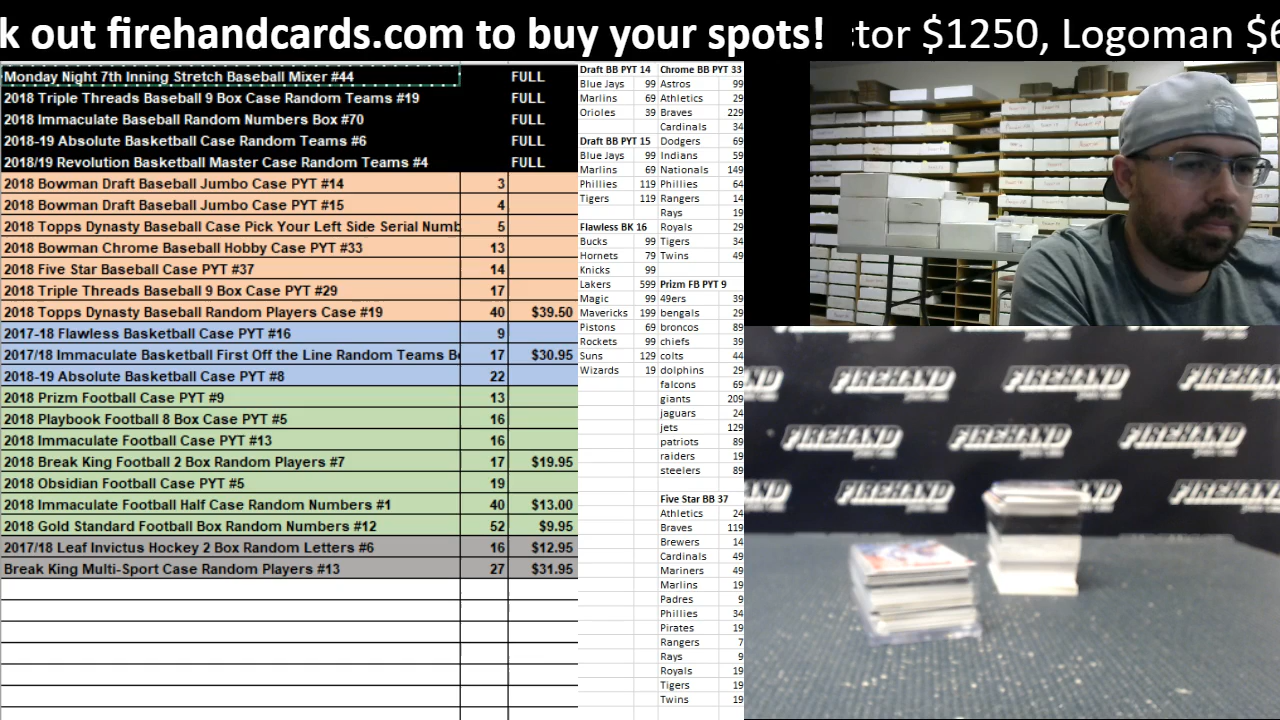 k out firehandcards.com to buy your spots!
tor $1250, Logoman $6
Monday Night 7th Inning Stretch Baseball Mixer #44 FULL
2018 Triple Threads Baseball 9 Box Case Random Teams #19 FULL
2018 Immaculate Baseball Random Numbers Box #70 FULL
2018-19 Absolute Basketball Random Teams #6 FULL
2018/19 Revolution Basketball Master Case Random Teams #4 FULL
2018 Bowman Draft Baseball Jumbo Case PYT #14 3
2018 Bowman Draft Baseball Jumbo Case PYT #15 4
2018 Topps Dynasty Baseball Case Pick Your Left Side Serial Numb 5
2018 Bowman Chrome Baseball Hobby Case PYT #33 13
2018 Five Star Baseball Case PYT #37 14
2018 Triple Threads Baseball 9 Box Case PYT #29 17
2018 Topps Dynasty Baseball Random Players Case #19 40 $39.50
2017-18 Flawless Basketball Case PYT #16 9
2017/18 Immaculate Basketball First Off the Line Random Teams Bo 17 $30.95
2018-19 Absolute Basketball Case PYT #8 22
2018 Prizm Football Case PYT #9 13
2018 Playbook Football 8 Box Case PYT #5 16
2018 Immaculate Football Case PYT #13 16
2018 Break King Football 2 Box Random Players #7 17 $19.95
2018 Obsidian Football Case PYT #5 19
2018 Immaculate Football Half Case Random Numbers #1 40 $13.00
2018 Gold Standard Football Box Random Numbers #12 52 $9.95
2017/18 Leaf Invictus Hockey 2 Box Random Letters #6 16 $12.95
Break King Multi-Sport Case Random Players #13 27 $31.95
Draft BB PYT 14
Blue Jays 99
Marlins 69
Orioles 39
Draft BB PYT 15
Blue Jays 99
Marlins 69
Phillies 119
Tigers 119
Flawless BK 16
Bucks 99
Hornets 79
Knicks 99
Lakers 599
Magic 99
Mavericks 199
Pistons 69
Rockets 99
Suns 129
Wizards 19
Chrome BB PYT 33
Astros 99
Athletics 29
Braves 229
Cardinals 34
Dodgers 69
Indians 59
Nationals 149
Phillies 64
Rangers 14
Rays 19
Royals 29
Tigers 34
Twins 49
Prizm FB PYT 9
49ers 39
bengals 29
broncos 89
chiefs 39
colts 44
dolphins 29
falcons 69
giants 209
jaguars 24
jets 129
patriots 89
raiders 19
steelers 89
Five Star BB 37
Athletics 24
Braves 119
Brewers 14
Cardinals 49
Mariners 49
Marlins 19
Padres 9
Phillies 34
Pirates 19
Rangers 7
Rays 9
Royals 19
Tigers 19
Twins 19
FIREHAND
FIREHAND
FIREHAND
FIREHAND
FIREHAND
FIREHAND
FIREHAND
FIREHAND